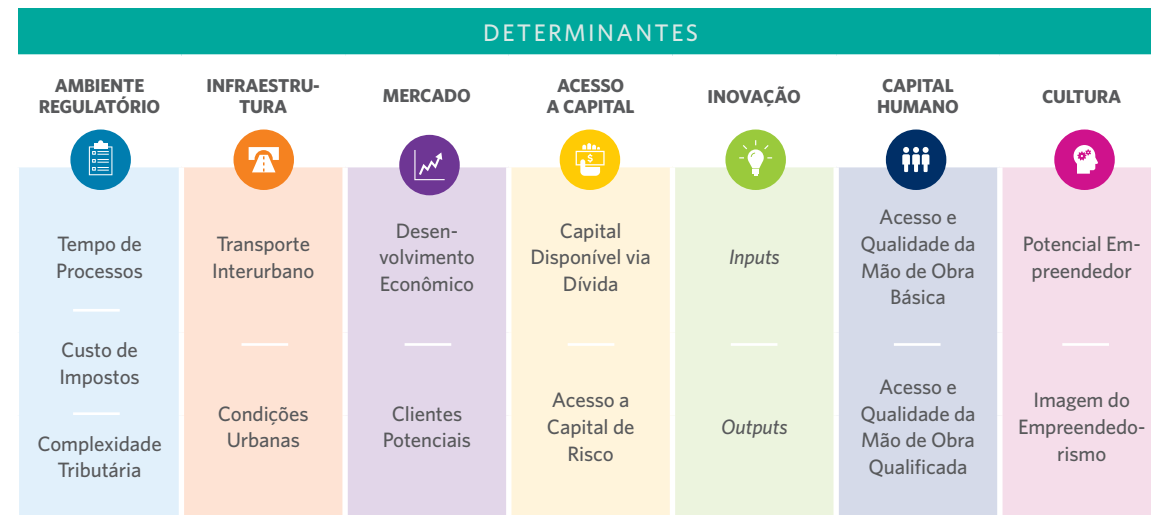 DETERMINANTES
AMBIENTE
REGULATÓRIO
INFRAESTRU-
TURA
MERCADO
ACESSO
A CAPITAL
INOVAÇÃO
CAPITAL
HUMANO
CULTURA
$
Tempo de
Processos
Custo de
Impostos
Complexidade
Tributária
Transporte
Interurbano
Condições
Urbanas
Desen-
volvimento
Econômico
Clientes
Potenciais
Capital
Disponível via
Dívida
Acesso a
Capital de
Risco
Inputs
Outputs
Acesso e
Qualidade da
Mão de Obra
Básica
Acesso e
Qualidade da
Mão de Obra
Qualificada
Potencial Em-
preendedor
Imagem do
Empreendedo-
rismo